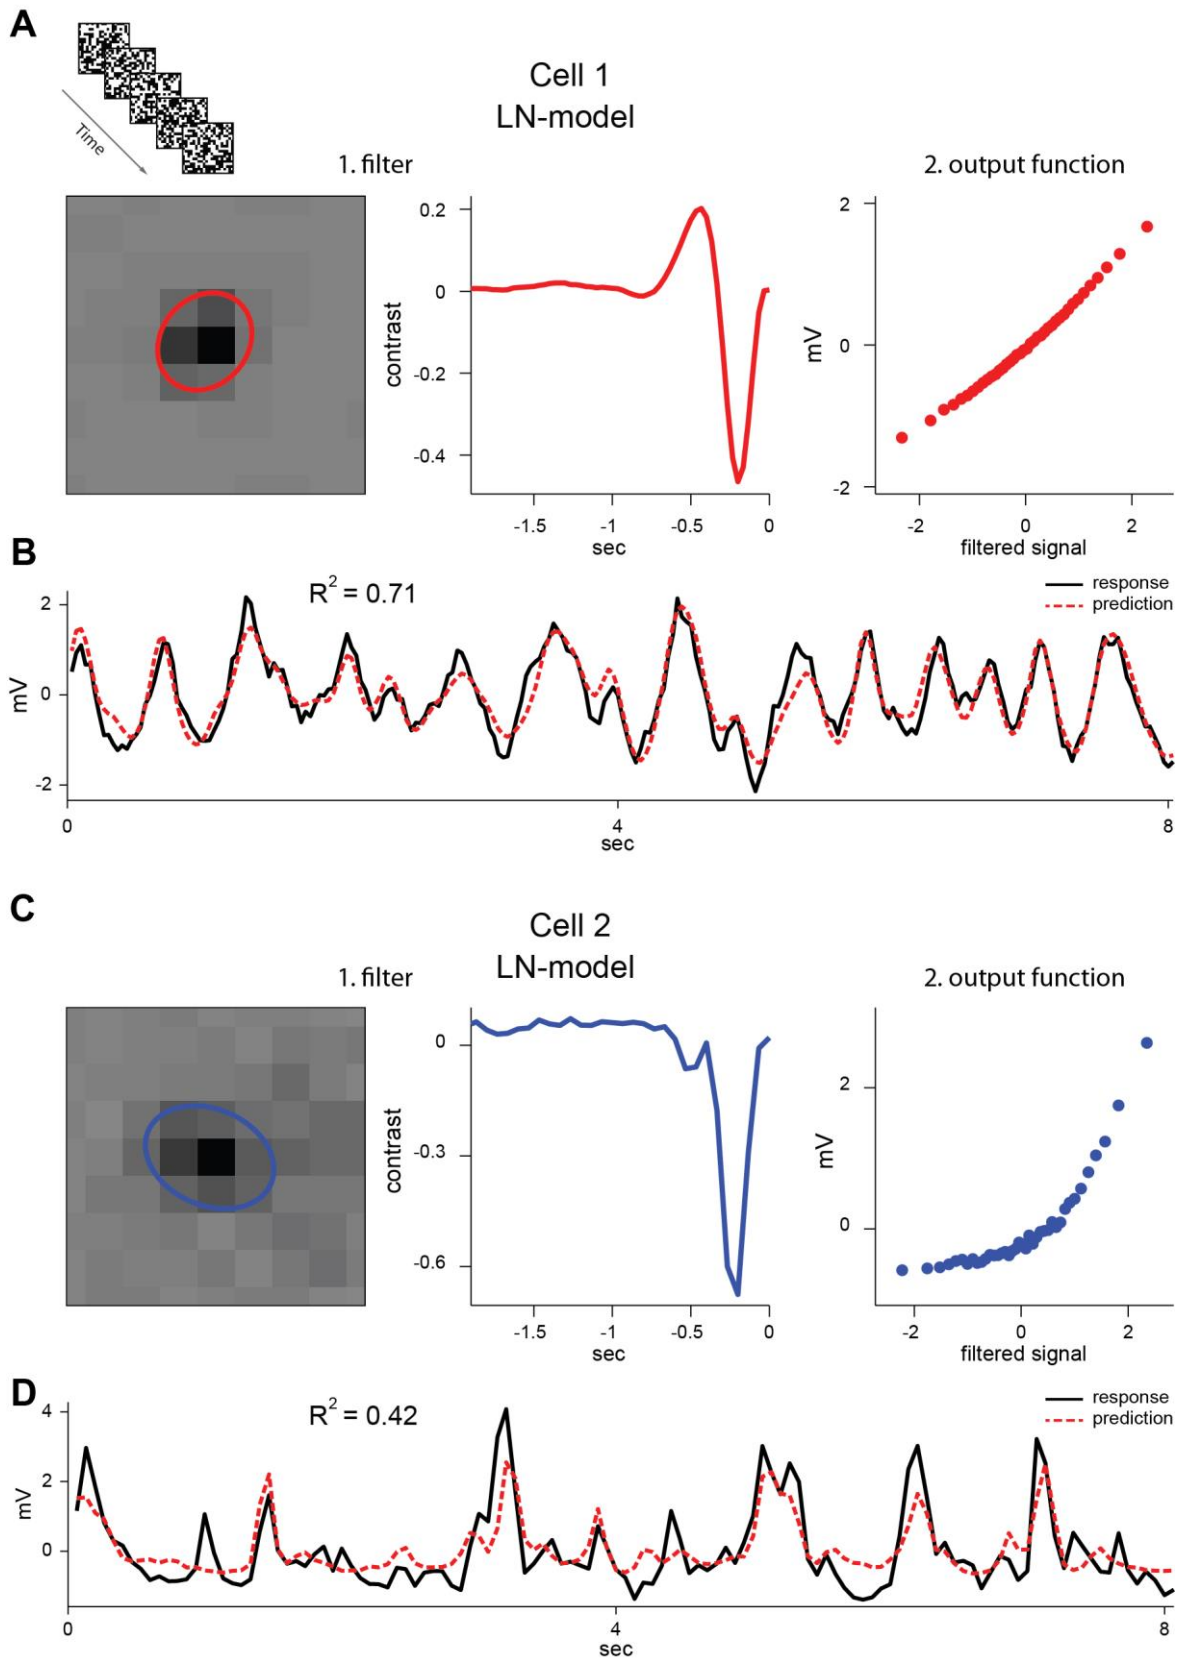 A
Time
Cell 1
LN-model
1. filter
2. output function
contrast
0.2
0
-0.2
-0.4
-1.5 -1 -0.5 0
sec
mV
2
0
-2
-2 0 2
filtered signal
B
R² = 0.71
response
prediction
mV
2
0
-2
0 4 8
sec
C
Cell 2
LN-model
1. filter
2. output function
contrast
0
-0.3
-0.6
-1.5 -1 -0.5 0
sec
mV
2
0
-2 0 2
filtered signal
D
R² = 0.42
response
prediction
mV
4
2
0
0 4 8
sec